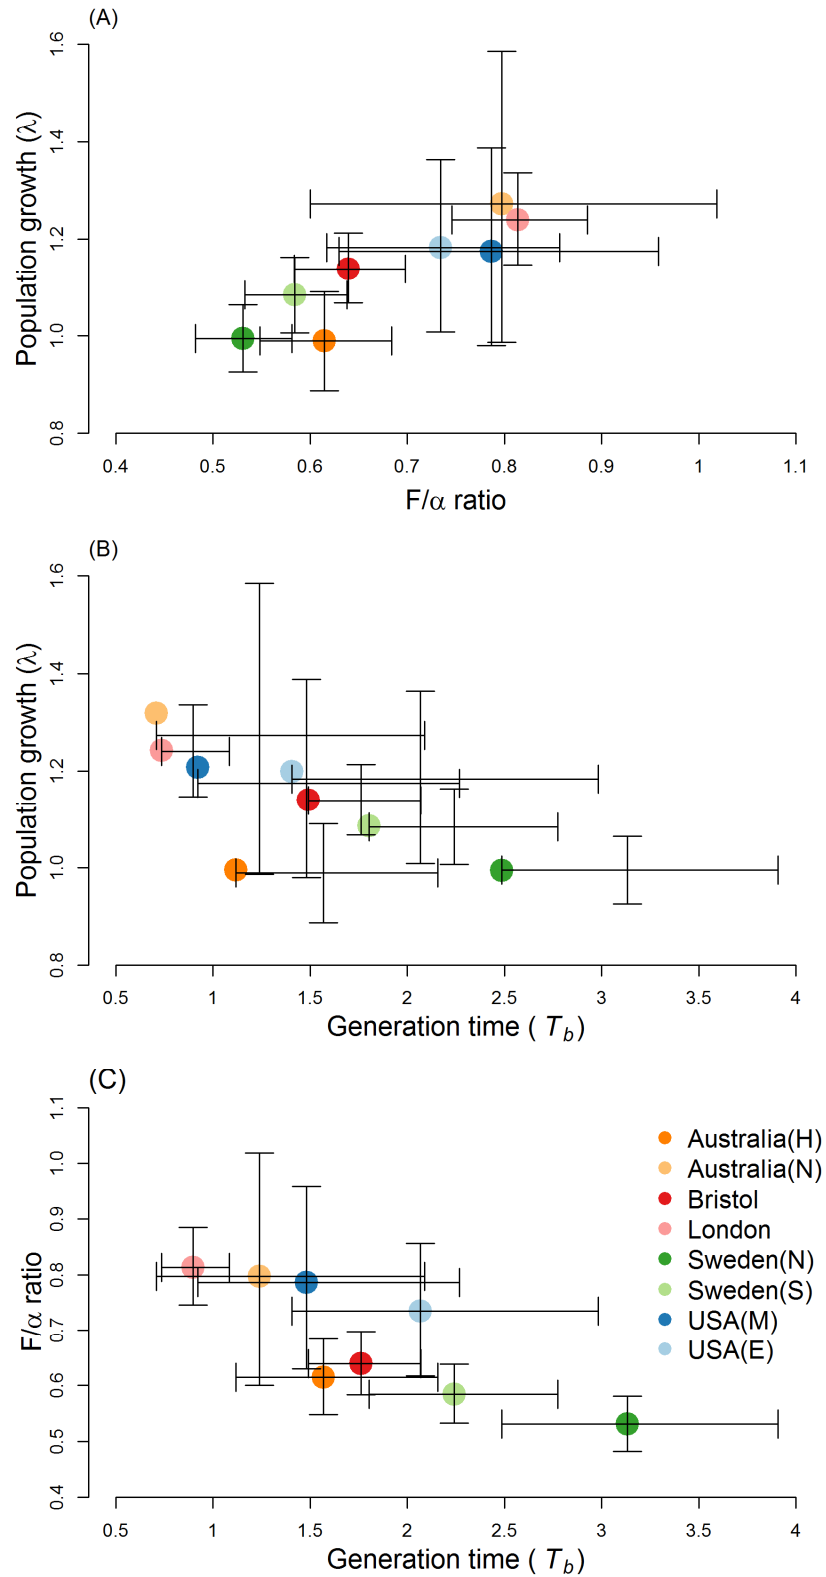 (A)
1.6
1.4
1.2
1.0
0.8
Population growth (λ)
0.4 0.5 0.6 0.7 0.8 0.9 1 1.1
F/α ratio
(B)
1.6
1.4
1.2
1.0
0.8
Population growth (λ)
0.5 1 1.5 2 2.5 3 3.5 4
Generation time ( Tb)
(C)
1.1
1.0
0.9
0.8
0.7
0.6
0.5
0.4
F/α ratio
Australia(H)
Australia(N)
Bristol
London
Sweden(N)
Sweden(S)
USA(M)
USA(E)
0.5 1 1.5 2 2.5 3 3.5 4
Generation time ( Tb)